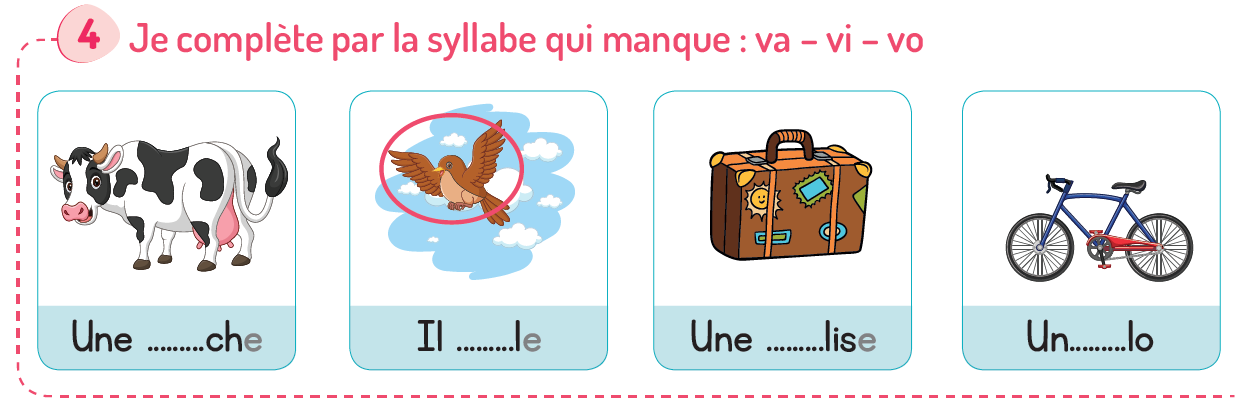 4 Je complète par la syllabe qui manque : va – vi – vo
Une ..........che
Il .........le
Une .........lise
Un.........lo